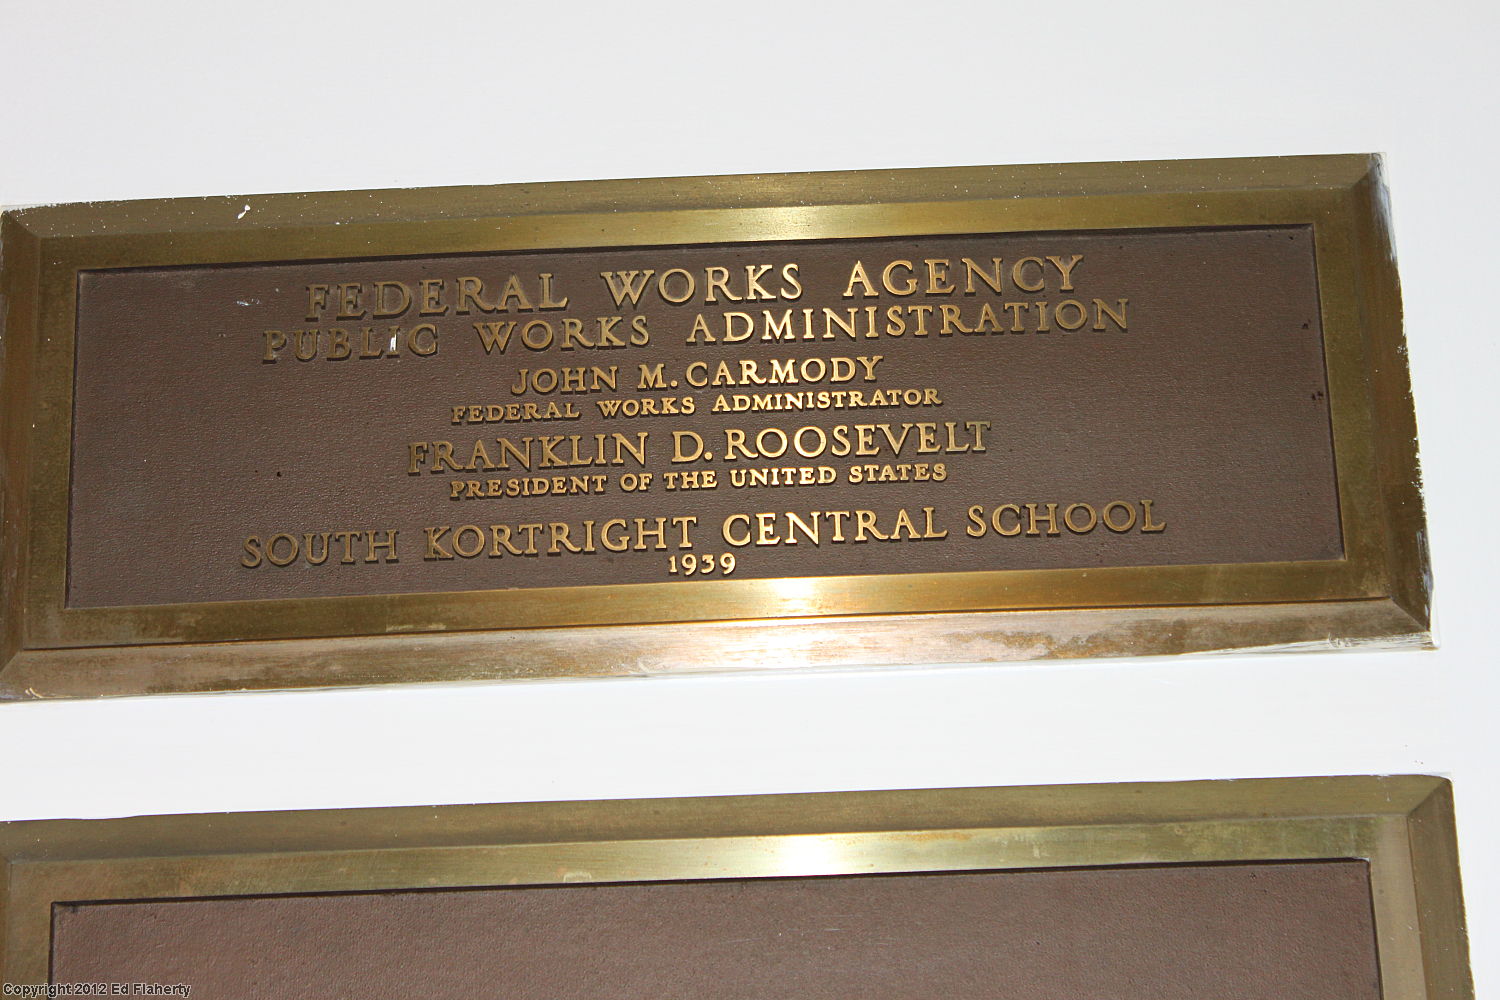 FEDERAL WORKS AGENCY
PUBLIC WORKS ADMINISTRATION
JOHN M. CARMODY
FEDERAL WORKS ADMINISTRATOR
FRANKLIN D. ROOSEVELT
PRESIDENT OF THE UNITED STATES
SOUTH KORTRIGHT CENTRAL SCHOOL
1939
Copyright 2012 Ed Flaherty